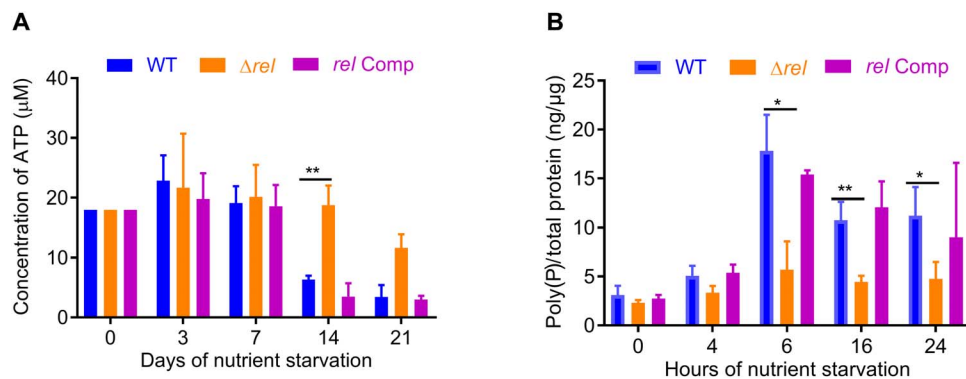 A
WT Δrel rel Comp
Concentration of ATP (μM)
40
30
20
10
0
**
0 3 7 14 21
Days of nutrient starvation
B
WT Δrel rel Comp
Poly(P)/total protein (ng/μg)
25
20
15
10
5
0
*
**
*
0 4 6 16 24
Hours of nutrient starvation